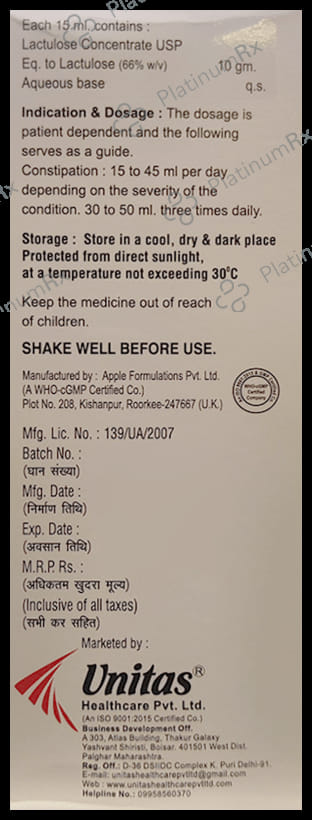 Each 15 ml. contains :
Lactulose Concentrate USP
Eq. to Lactulose (66% w/v) 10 gm.
Aqueous base q.s.
Indication & Dosage : The dosage is
patient dependent and the following
serves as a guide.
Constipation : 15 to 45 ml per day
depending on the severity of the
condition. 30 to 50 ml. three times daily.
Storage : Store in a cool, dry & dark place
Protected from direct sunlight,
at a temperature not exceeding 30°C
Keep the medicine out of reach
of children.
SHAKE WELL BEFORE USE.
Manufactured by : Apple Formulations Pvt. Ltd.
(A WHO-cGMP Certified Co.)
Plot No. 208, Kishanpur, Roorkee-247667 (U.K.)
WHO-cGMP
Certified
Company
Mfg. Lic. No. : 139/UA/2007
Batch No. :
(घान संख्या)
Mfg. Date :
(निर्माण तिथि)
Exp. Date :
(अवसान तिथि)
M.R.P. Rs. :
(अधिकतम खुदरा मूल्य)
(Inclusive of all taxes)
(सभी कर सहित)
Marketed by :
Unitas®
Healthcare Pvt. Ltd.
(An ISO 9001:2015 Certified Co.)
Business Development Off.
A 303, Atlas Building, Thakur Galaxy
Yashvant Shiristi, Boisar. 401501 West Dist.
Palghar Maharashtra.
Reg. Off.: D-36 DSIIDC Complex K. Puri Delhi-91.
E-mail: unitashealthcarepvtltd@gmail.com
Web : www.unitashealthcarepvtltd.com
Helpline No.: 09958560370
PlatinumRx